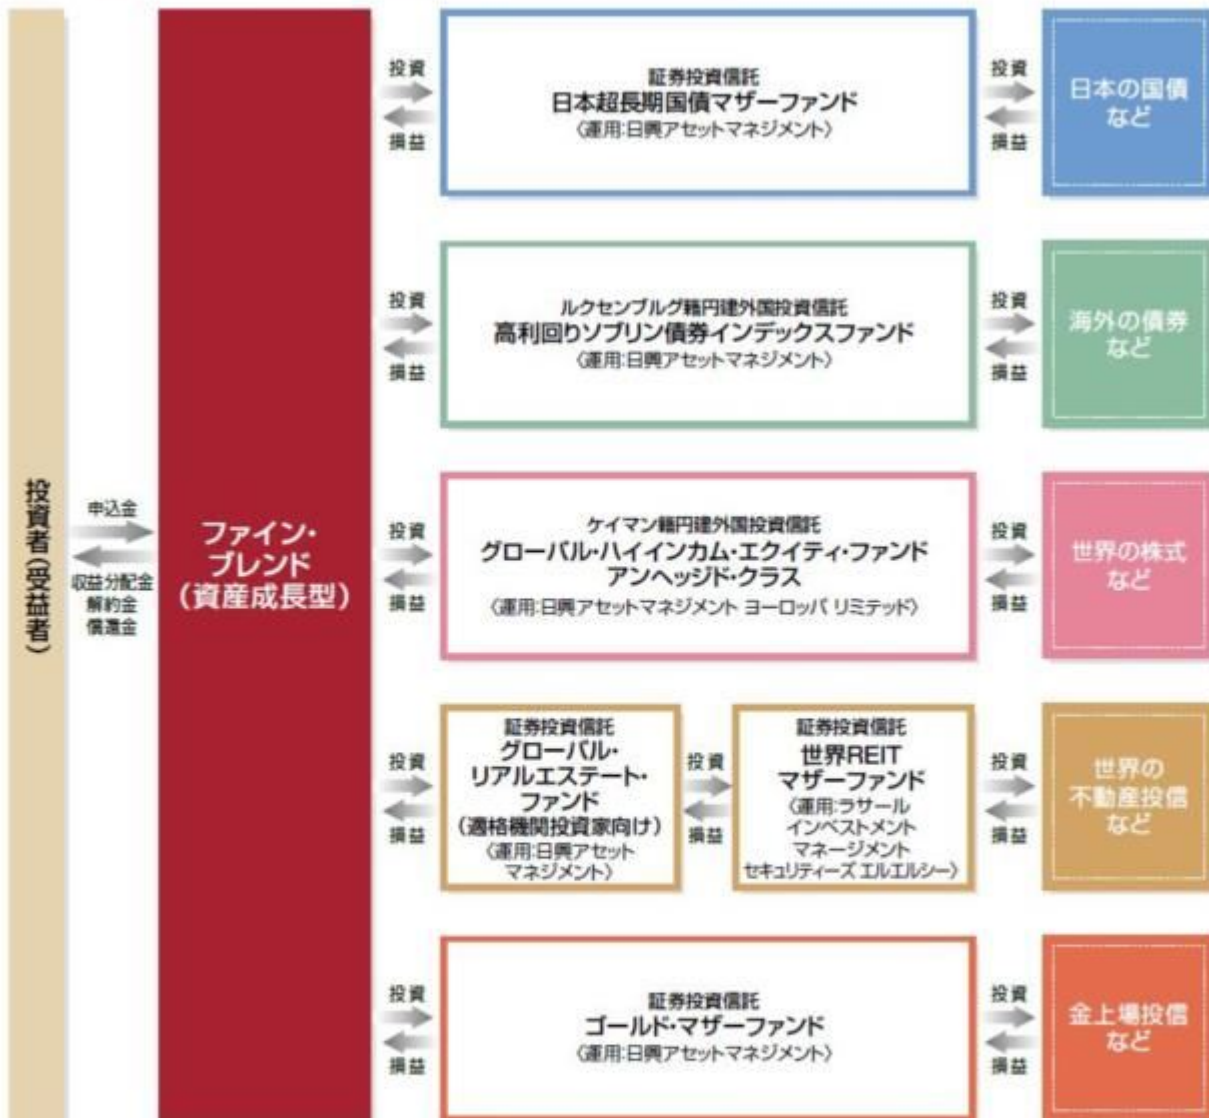 投資者(受益者)
申込金
収益分配金
解約金
償還金
ファイン・
ブレンド
(資産成長型)
投資
損益
証券投資信託
日本超長期国債マザーファンド
〈運用:日興アセットマネジメント〉
投資
損益
日本の国債
など
投資
損益
ルクセンブルグ籍円建外国投資信託
高利回りソブリン債券インデックスファンド
〈運用:日興アセットマネジメント〉
投資
損益
海外の債券
など
投資
損益
ケイマン籍円建外国投資信託
グローバル・ハイインカム・エクイティ・ファンド
アンヘッジド・クラス
〈運用:日興アセットマネジメント ヨーロッパ リミテッド〉
投資
損益
世界の株式
など
投資
損益
証券投資信託
グローバル・
リアルエステート・
ファンド
(適格機関投資家向け)
〈運用:日興アセット
マネジメント〉
投資
損益
証券投資信託
世界REIT
マザーファンド
〈運用:ラサール
インベストメント
マネージメント
セキュリティーズ エルエルシー〉
投資
損益
世界の
不動産投信
など
投資
損益
証券投資信託
ゴールド・マザーファンド
〈運用:日興アセットマネジメント〉
投資
損益
金上場投信
など